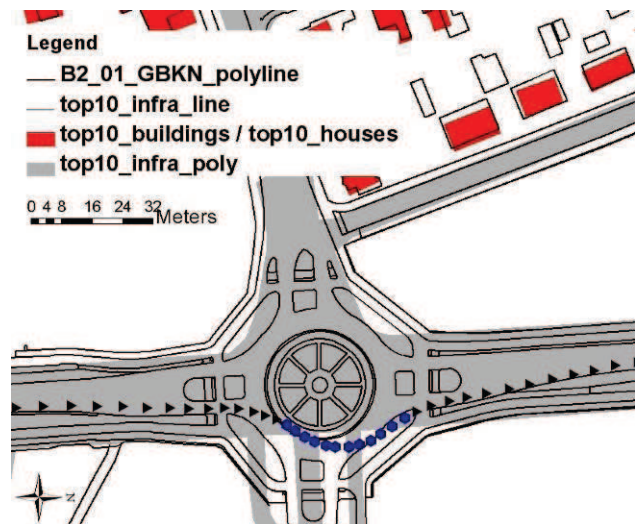 Legend
B2_01_GBKN_polyline
top10_infra_line
top10_buildings / top10_houses
top10_infra_poly
0 4 8 16 24 32 Meters
N